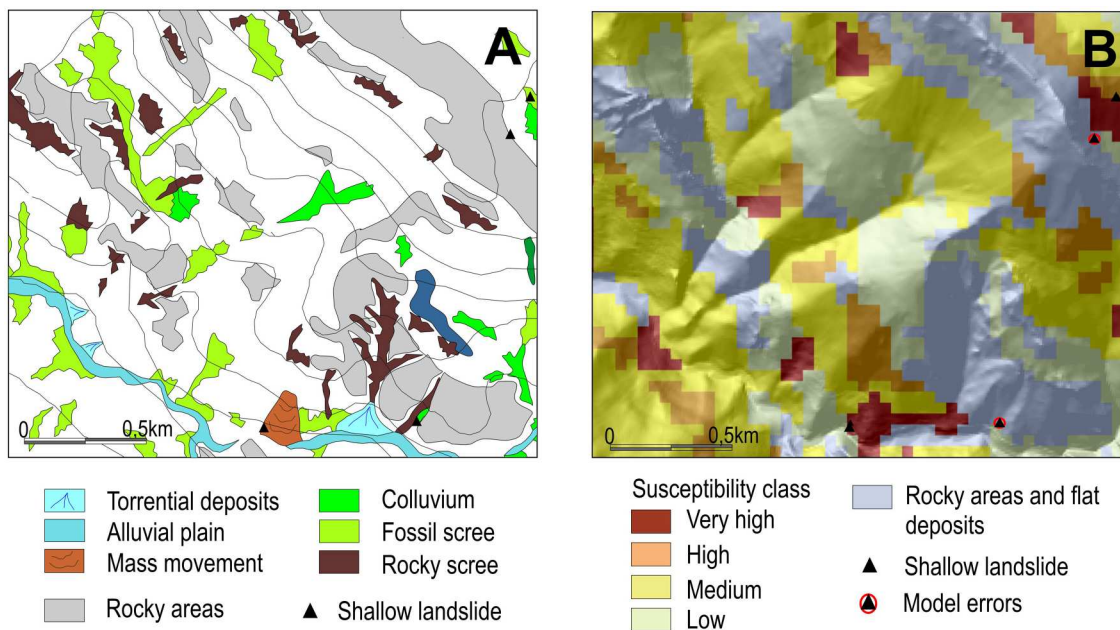 A
0 0.5km
Torrential deposits
Alluvial plain
Mass movement
Rocky areas
Colluvium
Fossil scree
Rocky scree
Shallow landslide
B
0 0,5km
Susceptibility class
Very high
High
Medium
Low
Rocky areas and flat
deposits
Shallow landslide
Model errors